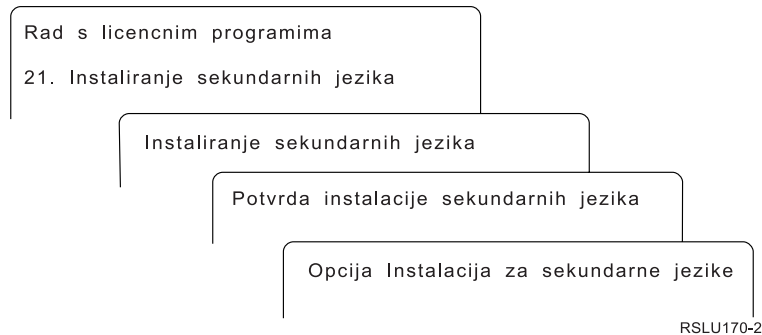 Rad s licencnim programima
21. Instaliranje sekundarnih jezika
Instaliranje sekundarnih jezika
Potvrda instalacije sekundarnih jezika
Opcija Instalacija za sekundarne jezike
RSLU170-2